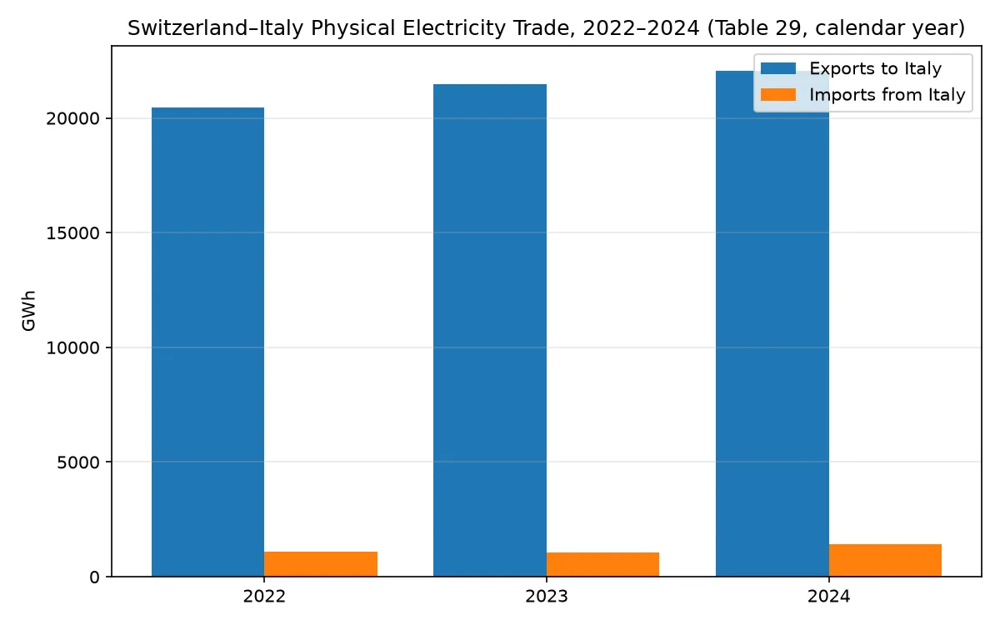 Switzerland–Italy Physical Electricity Trade, 2022–2024 (Table 29, calendar year)
Exports to Italy
Imports from Italy
GWh
20000
15000
10000
5000
0
2022
2023
2024